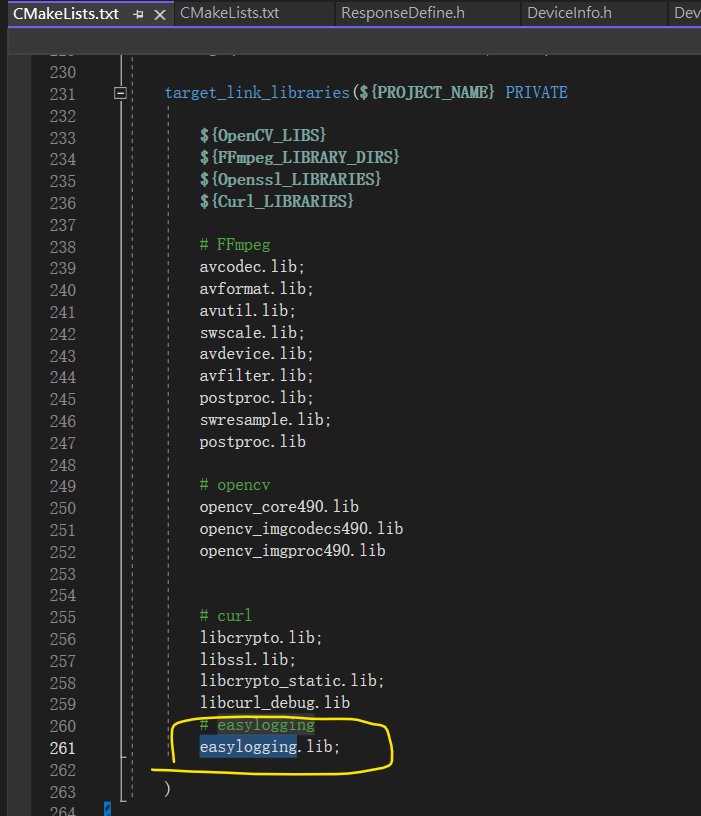 CMakeLists.txt
CMakeLists.txt
ResponseDefine.h
DeviceInfo.h
Dev
230
231 target_link_libraries(${PROJECT_NAME} PRIVATE
232
233 ${OpenCV_LIBS}
234 ${FFmpeg_LIBRARY_DIRS}
235 ${Openssl_LIBRARIES}
236 ${Curl_LIBRARIES}
237
238 # FFmpeg
239 avcodec.lib;
240 avformat.lib;
241 avutil.lib;
242 swscale.lib;
243 avdevice.lib;
244 avfilter.lib;
245 postproc.lib;
246 swresample.lib;
247 postproc.lib
248
249 # opencv
250 opencv_core490.lib
251 opencv_imgcodecs490.lib
252 opencv_imgproc490.lib
253
254
255 # curl
256 libcrypto.lib;
257 libssl.lib;
258 libcrypto_static.lib;
259 libcurl_debug.lib
260 # easylogging
261 easylogging.lib;
262
263 )
264